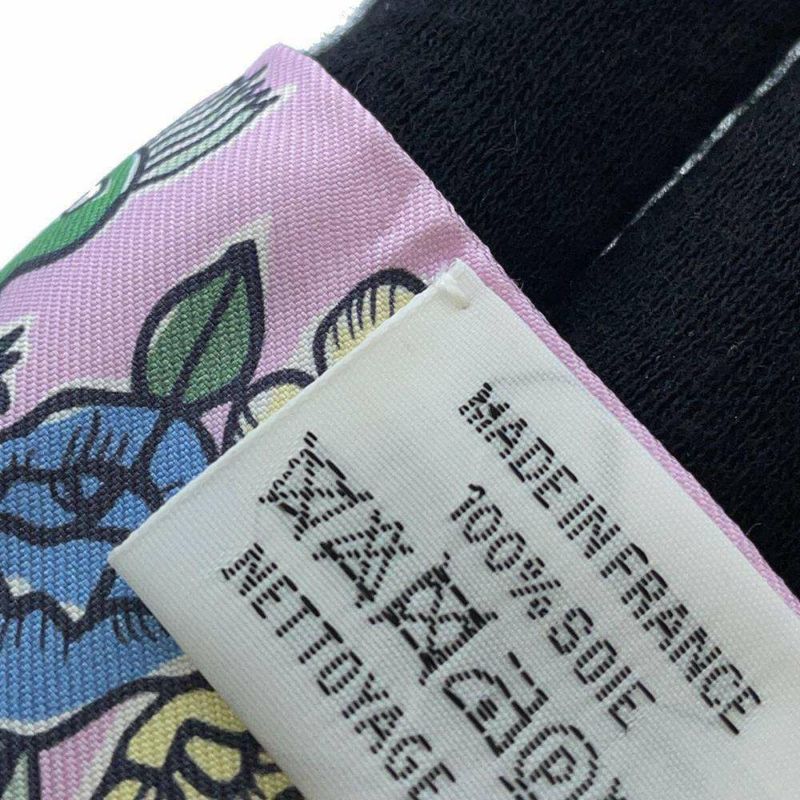 MADE IN FRANCE
100% SOIE
P
NETTOYAGE